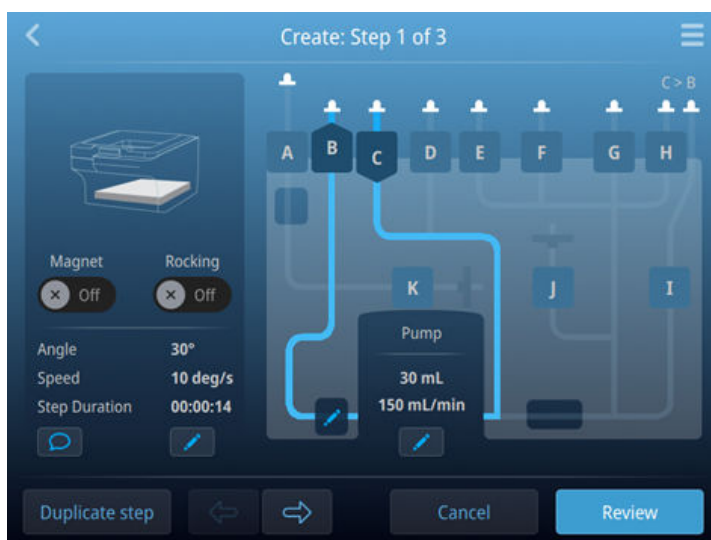 Create: Step 1 of 3
C > B
A
B
C
D
E
F
G
H
Magnet
Rocking
Off
Off
K
J
I
Pump
Angle
30°
30 mL
Speed
10 deg/s
150 mL/min
Step Duration
00:00:14
Duplicate step
Cancel
Review